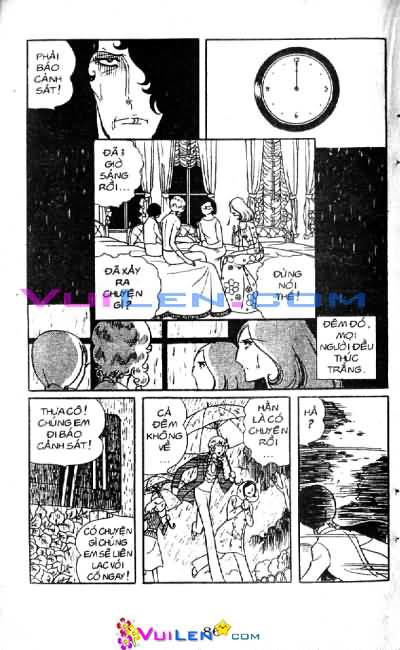 PHẢI
BÁO
CẢNH
SÁT!
ĐÃ 1
GIỜ
SÁNG
RỒI...
ĐÃ XẢY
RA
CHUYỆN
GÌ?
ĐỪNG
NÓI
THẾ!
VUILEN.COM
ĐÊM ĐÓ,
MỌI
NGƯỜI ĐỀU
THỨC
TRẮNG.
THƯA CÔ!
CHÚNG EM
ĐI BÁO
CẢNH SÁT!
CÓ CHUYỆN
GÌ CHÚNG
EM SẼ LIÊN
LẠC VỚI
CÔ NGAY!
CẢ
ĐÊM
KHÔNG
VỀ
...
HẲN
LÀ CÓ
CHUYỆN
RỒI
...
HẢ
?
86
VUILEN.COM